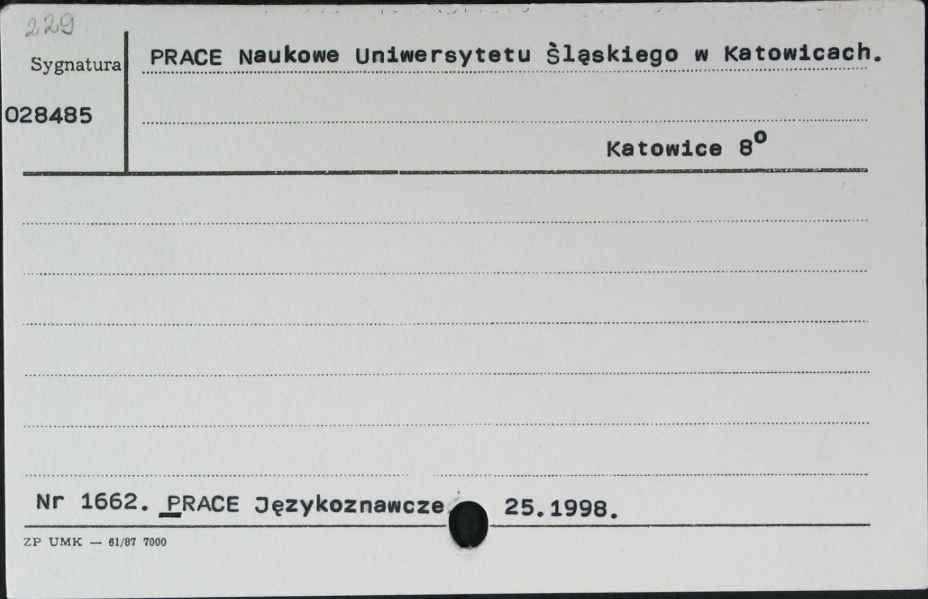 229
Sygnatura
PRACE Naukowe Uniwersytetu Śląskiego w Katowicach.
028485
Katowice 8⁰
Nr 1662. PRACE Językoznawcze 25.1998.
ZP UMK — 61/87 7000